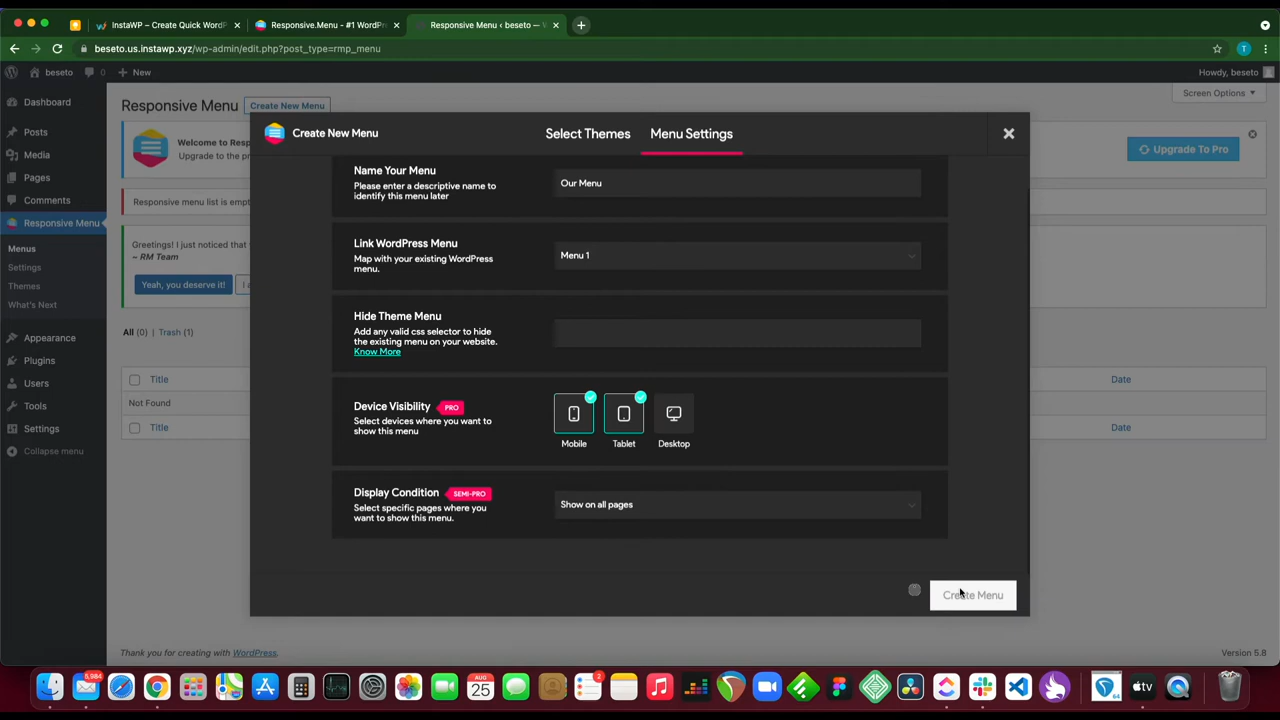 InstaWP – Create Quick WordP
Responsive.Menu - #1 WordPr
Responsive Menu ‹ beseto — W
beseto.us.instawp.xyz/wp-admin/edit.php?post_type=rmp_menu
T
beseto
0
New
Howdy, beseto
Dashboard
Posts
Media
Pages
Comments
Responsive Menu
Menus
Settings
Themes
What's Next
Appearance
Plugins
Users
Tools
Settings
Collapse menu
Responsive Menu
Create New Menu
Screen Options
Welcome to Resp
Upgrade to the pr
Upgrade To Pro
Responsive menu list is empt
Greetings! I just noticed that
~ RM Team
Yeah, you deserve it!
All (0) | Trash (1)
Title
Date
Not Found
Title
Date
Create New Menu
Select Themes
Menu Settings
Name Your Menu
Please enter a descriptive name to
identify this menu later
Our Menu
Link WordPress Menu
Map with your existing WordPress
menu.
Menu 1
Hide Theme Menu
Add any valid css selector to hide
the existing menu on your website.
Know More
Device Visibility PRO
Select devices where you want to
show this menu
Mobile
Tablet
Desktop
Display Condition SEMI-PRO
Select specific pages where you
want to show this menu.
Show on all pages
Create Menu
Thank you for creating with WordPress.
Version 5.8
5,984
AUG
25
2
64
tv